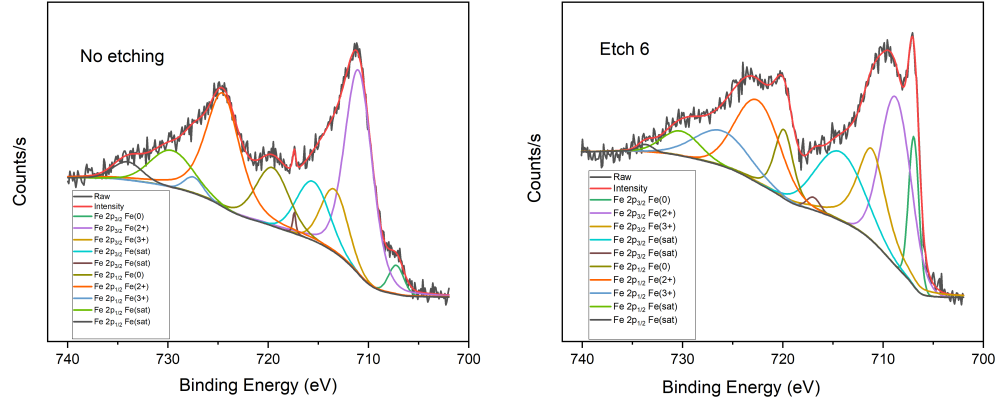 No etching
Counts/s
Raw
Intensity
Fe 2p3/2 Fe(0)
Fe 2p3/2 Fe(2+)
Fe 2p3/2 Fe(3+)
Fe 2p3/2 Fe(sat)
Fe 2p3/2 Fe(sat)
Fe 2p1/2 Fe(0)
Fe 2p1/2 Fe(2+)
Fe 2p1/2 Fe(3+)
Fe 2p1/2 Fe(sat)
Fe 2p1/2 Fe(sat)
740 730 720 710 700
Binding Energy (eV)
Etch 6
Counts/s
Raw
Intensity
Fe 2p3/2 Fe(0)
Fe 2p3/2 Fe(2+)
Fe 2p3/2 Fe(3+)
Fe 2p3/2 Fe(sat)
Fe 2p3/2 Fe(sat)
Fe 2p1/2 Fe(0)
Fe 2p1/2 Fe(2+)
Fe 2p1/2 Fe(3+)
Fe 2p1/2 Fe(sat)
Fe 2p1/2 Fe(sat)
740 730 720 710 700
Binding Energy (eV)